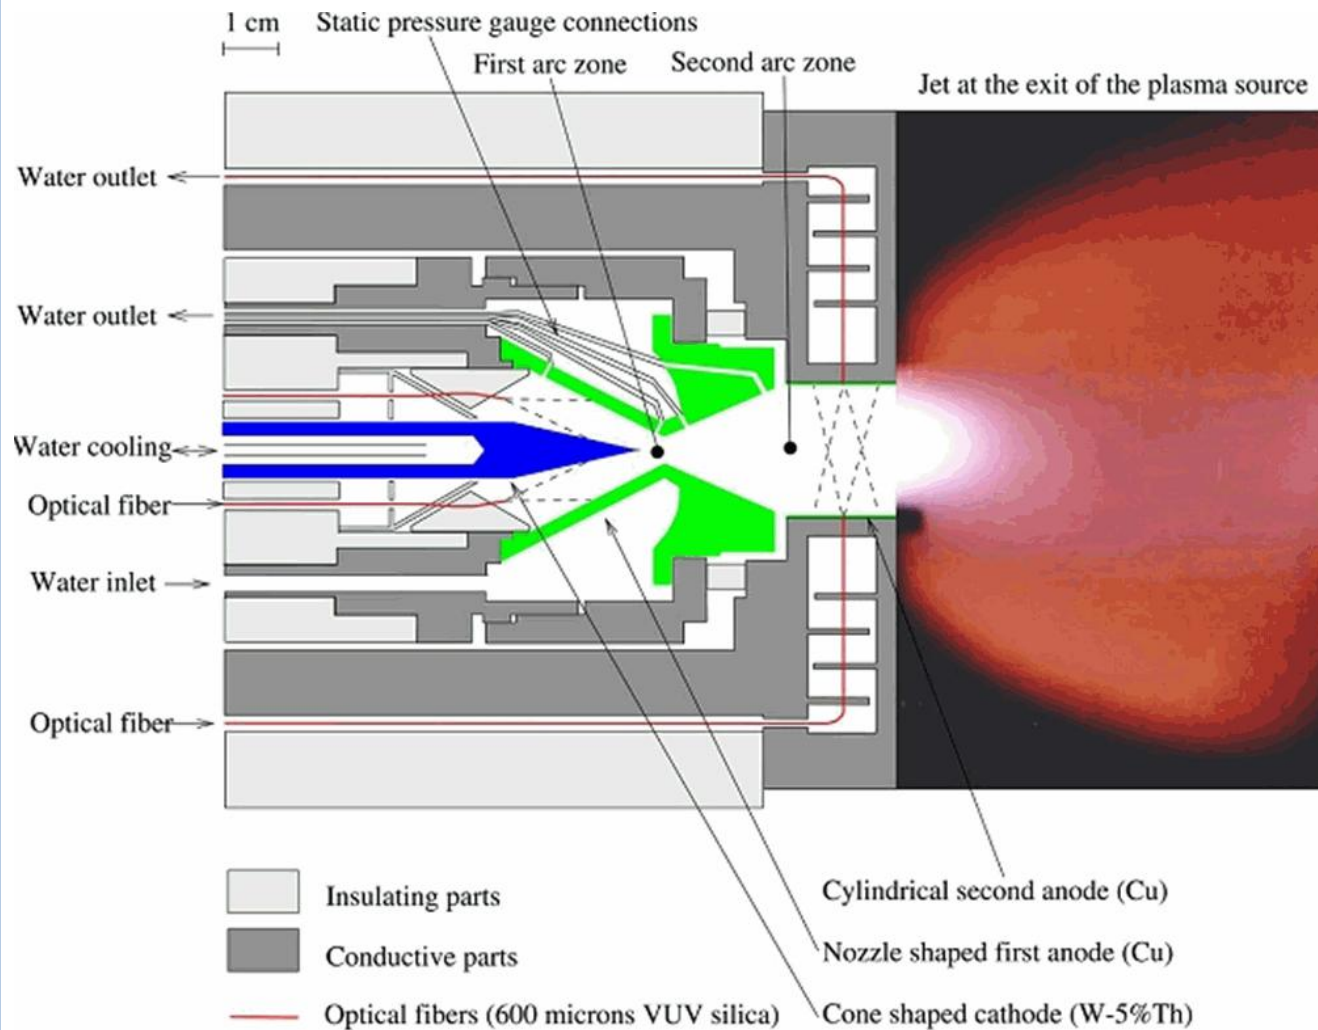 1 cm
Static pressure gauge connections
First arc zone
Second arc zone
Jet at the exit of the plasma source
Water outlet
Water outlet
Water cooling
Optical fiber
Water inlet
Optical fiber
Insulating parts
Conductive parts
Optical fibers (600 microns VUV silica)
Cylindrical second anode (Cu)
Nozzle shaped first anode (Cu)
Cone shaped cathode (W-5%Th)